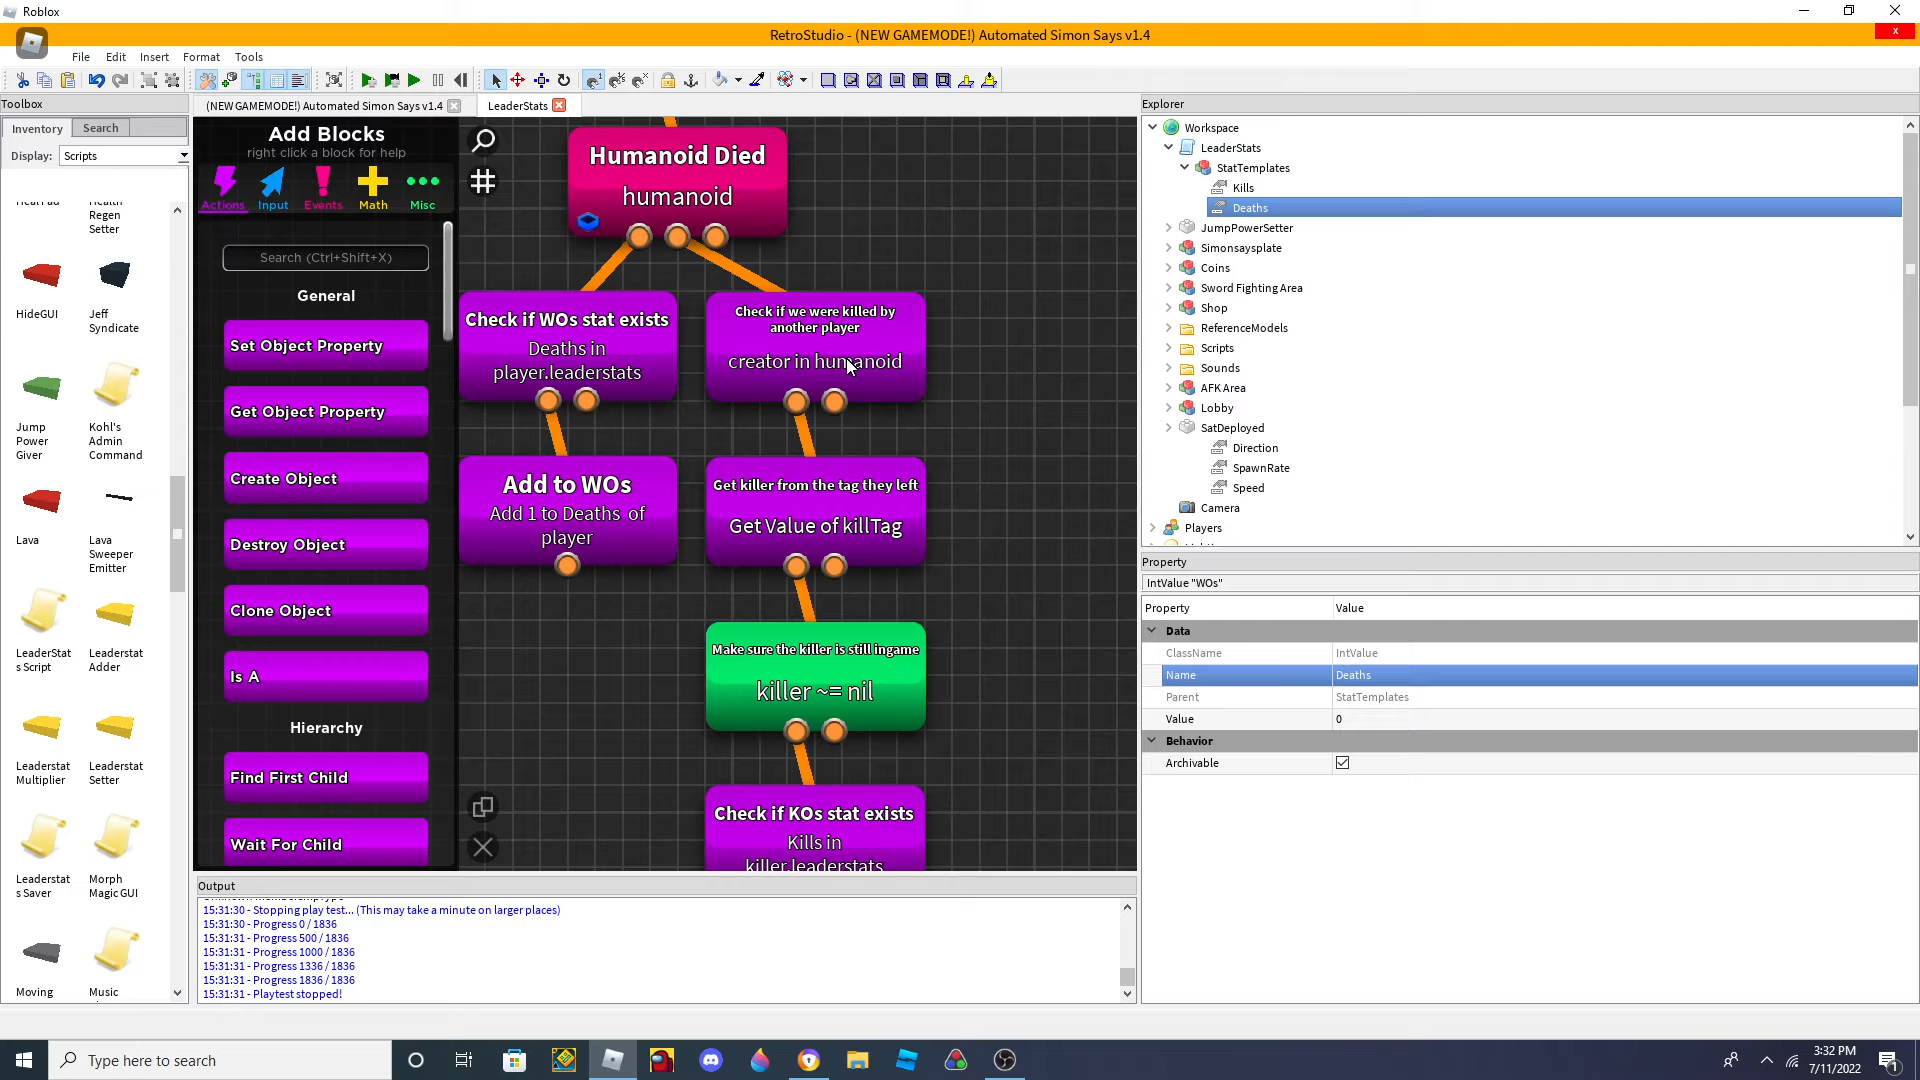 Roblox
RetroStudio - (NEW GAMEMODE!) Automated Simon Says v1.4
x
File Edit Insert Format Tools
Toolbox
Inventory Search
Display: Scripts
Health
Regen
Setter
HideGUI
Jeff
Syndicate
Jump
Power
Giver
Kohl's
Admin
Command
Lava
Lava
Sweeper
Emitter
LeaderStat
s Script
Leaderstat
Adder
Leaderstat
Multiplier
Leaderstat
Setter
Leaderstat
s Saver
Morph
Magic GUI
Moving
Music
(NEW GAMEMODE!) Automated Simon Says v1.4
LeaderStats
Add Blocks
right click a block for help
Actions Input Events Math Misc
Search (Ctrl+Shift+X)
General
Set Object Property
Get Object Property
Create Object
Destroy Object
Clone Object
Is A
Hierarchy
Find First Child
Wait For Child
Humanoid Died
humanoid
Check if WOs stat exists
Deaths in
player.leaderstats
Check if we were killed by
another player
creator in humanoid
Add to WOs
Add 1 to Deaths of
player
Get killer from the tag they left
Get Value of killTag
Make sure the killer is still ingame
killer ~= nil
Check if KOs stat exists
Kills in
killer.leaderstats
Output
15:31:30 - Stopping play test... (This may take a minute on larger places)
15:31:30 - Progress 0 / 1836
15:31:31 - Progress 500 / 1836
15:31:31 - Progress 1000 / 1836
15:31:31 - Progress 1336 / 1836
15:31:31 - Progress 1836 / 1836
15:31:31 - Playtest stopped!
Explorer
Workspace
LeaderStats
StatTemplates
Kills
Deaths
JumpPowerSetter
Simonsaysplate
Coins
Sword Fighting Area
Shop
ReferenceModels
Scripts
Sounds
AFK Area
Lobby
SatDeployed
Direction
SpawnRate
Speed
Camera
Players
Property
IntValue "WOs"
Property Value
Data
ClassName IntValue
Name Deaths
Parent StatTemplates
Value 0
Behavior
Archivable
Type here to search
3:32 PM
7/11/2022
1